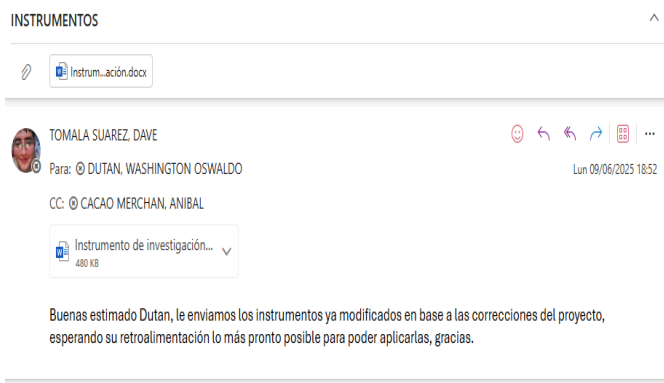 INSTRUMENTOS
Instrum...ación.docx
TOMALA SUAREZ, DAVE
Para: DUTAN, WASHINGTON OSWALDO
Lun 09/06/2025 18:52
CC: CACAO MERCHAN, ANIBAL
Instrumento de investigación...
480 KB
Buenas estimado Dutan, le enviamos los instrumentos ya modificados en base a las correcciones del proyecto,
esperando su retroalimentación lo más pronto posible para poder aplicarlas, gracias.